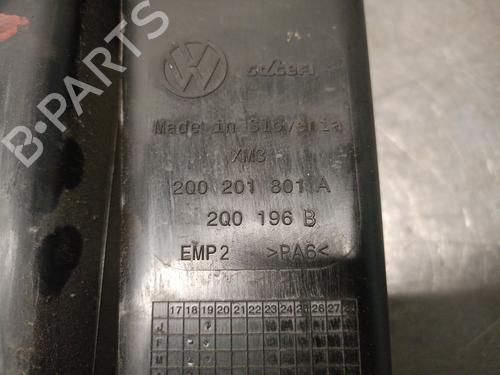 B-PARTS
Made in Slovenia
XMS
2Q0 201 801 A
2Q0 196 B
EMP2 >PA6<
17 18 19 20 21 22 23 24 25 26 27
J
F
M